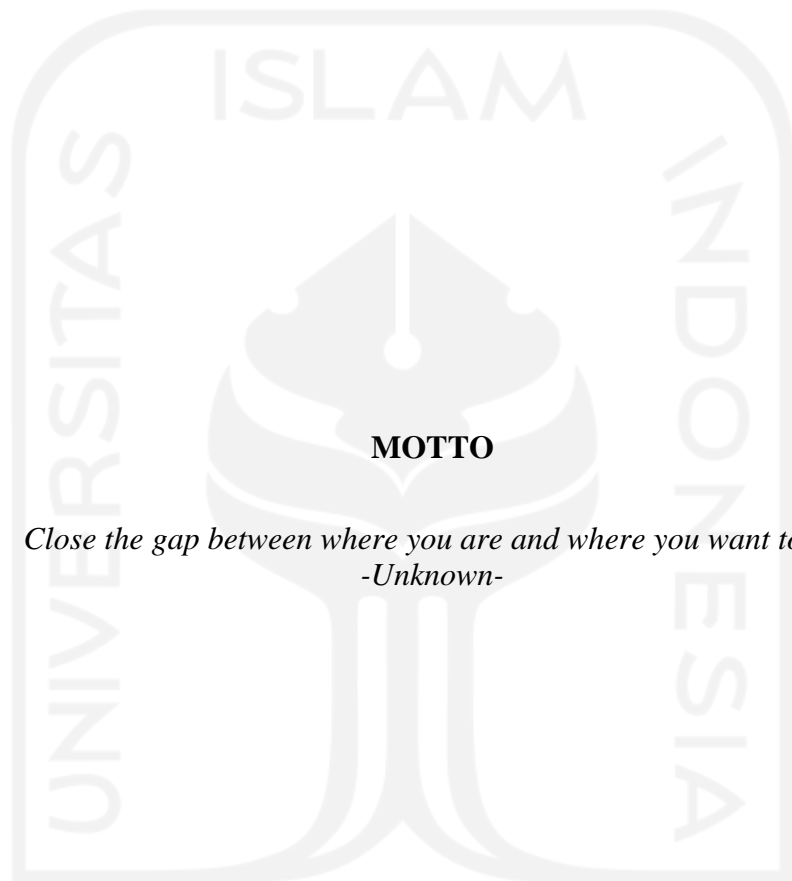 ISLAM
UNIVERSITAS
INDONESIA
MOTTO
Close the gap between where you are and where you want to
-Unknown-